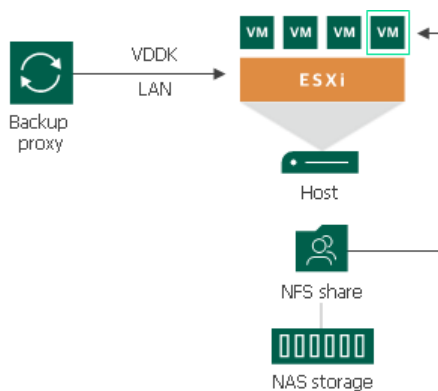 VM VM VM VM
VDDK
ESXi
LAN
Backup
proxy
Host
NFS share
NAS storage